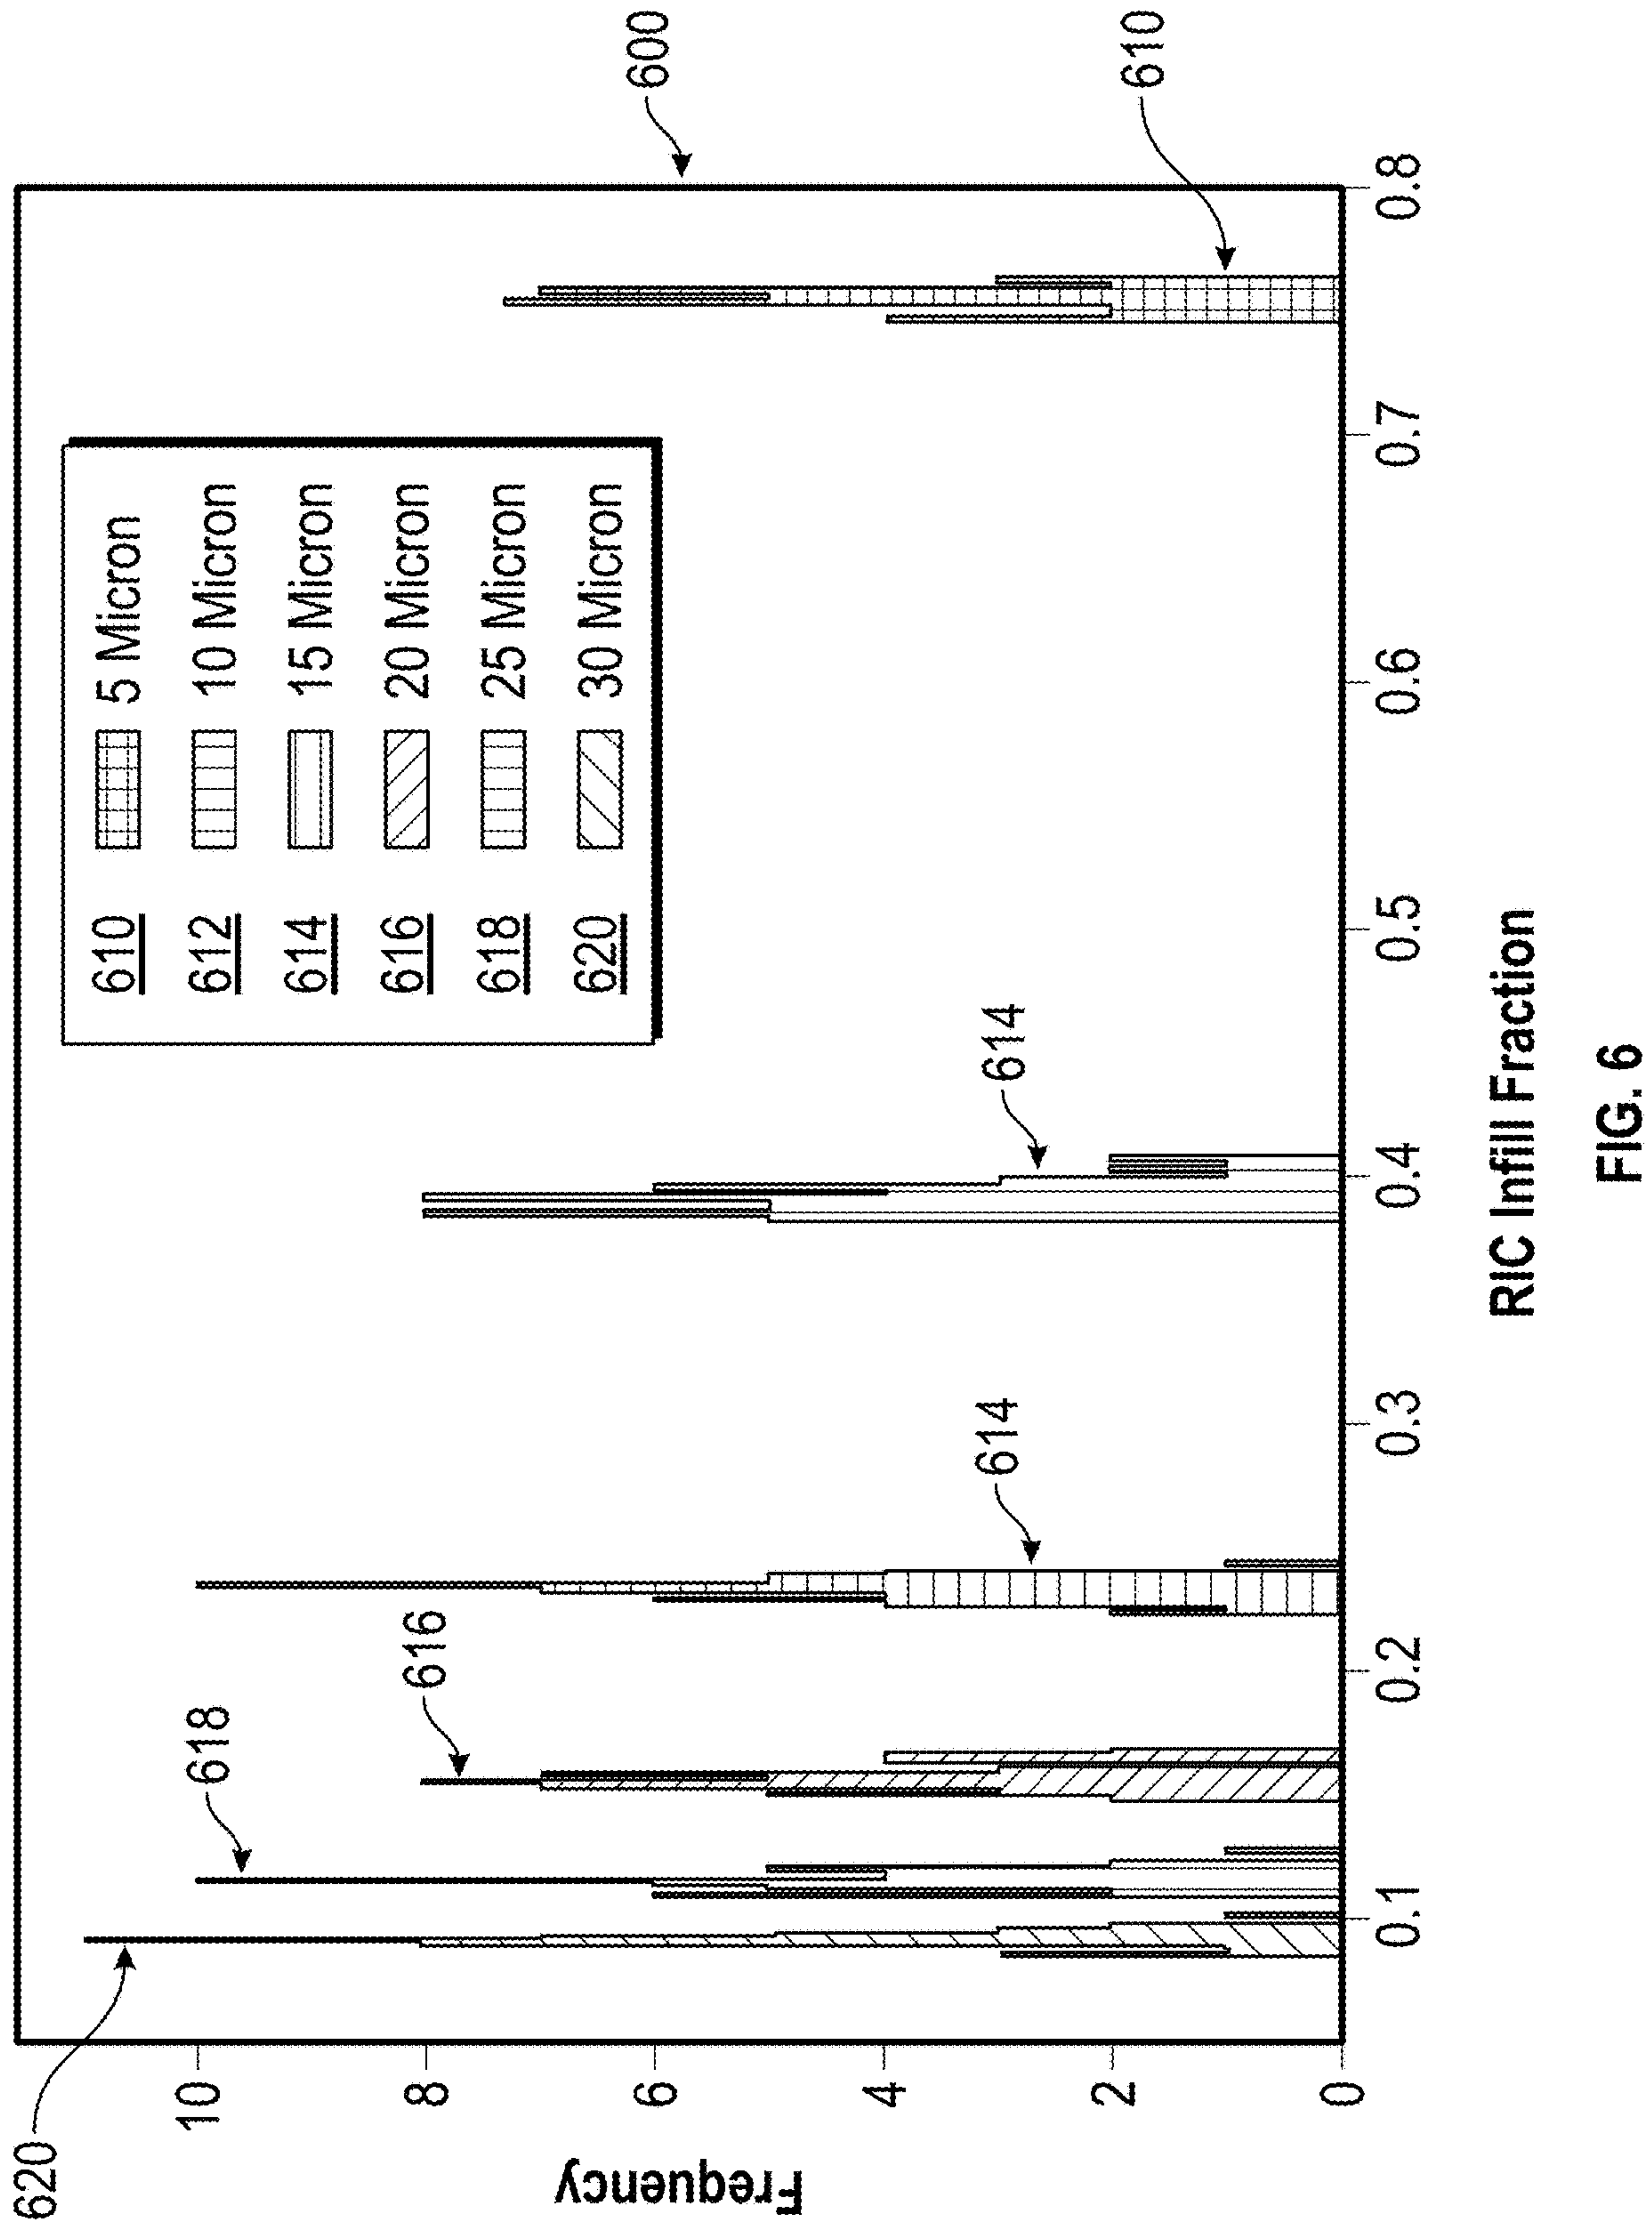 600
610
610 5 Micron
612 10 Micron
614 15 Micron
616 20 Micron
618 25 Micron
620 30 Micron
620
618
616
614
614
Frequency
10
8
6
4
2
0
0.1 0.2 0.3 0.4 0.5 0.6 0.7 0.8
RIC Infill Fraction
FIG. 6